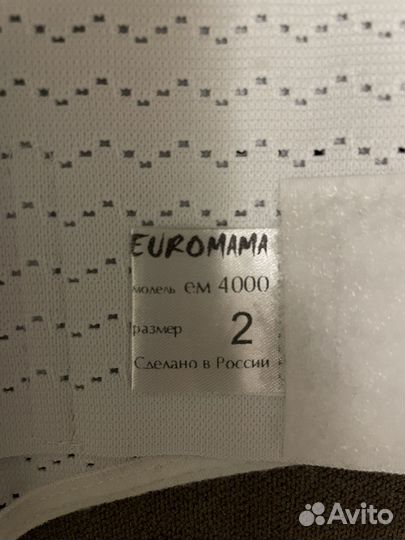 EUROMAMA
модель ем 4000
размер 2
Сделано в России
Avito